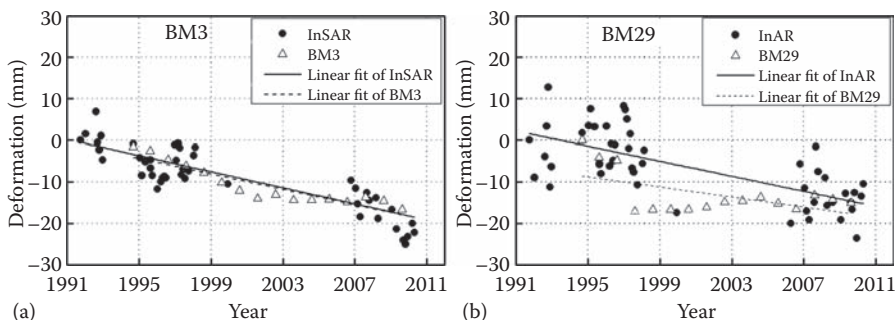 BM3
InSAR
BM3
Linear fit of InSAR
Linear fit of BM3
Deformation (mm)
30
20
10
0
−10
−20
−30
1991
1995
1999
2003
2007
2011
Year
(a)
BM29
InAR
BM29
Linear fit of InAR
Linear fit of BM29
Deformation (mm)
30
20
10
0
−10
−20
−30
1991
1995
1999
2003
2007
2011
Year
(b)